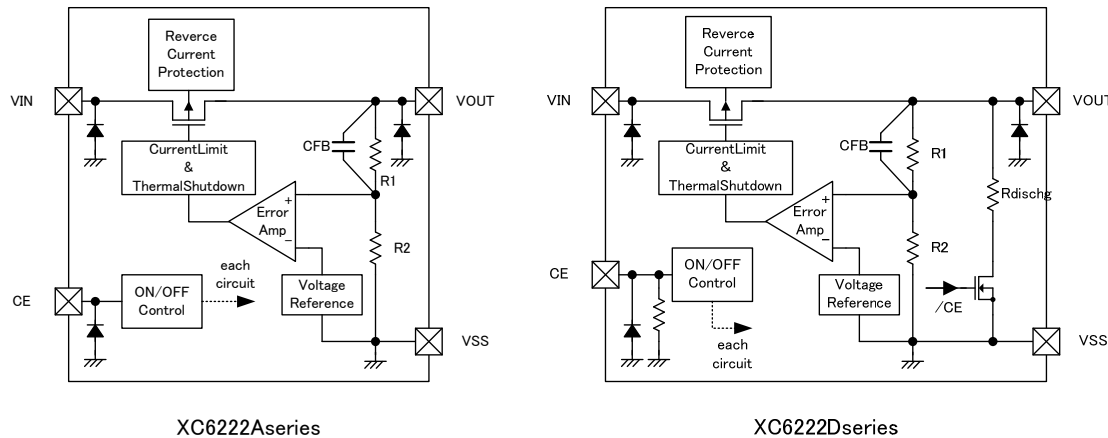 Reverce
Current
Protection
VIN
VOUT
CurrentLimit
&
ThermalShutdown
CFB
R1
+
Error
Amp
−
R2
CE
ON/OFF
Control
each
circuit
Voltage
Reference
VSS
XC6222Aseries
Reverce
Current
Protection
VIN
VOUT
CurrentLimit
&
ThermalShutdown
CFB
R1
Rdischg
+
Error
Amp
−
R2
CE
ON/OFF
Control
each
circuit
Voltage
Reference
/CE
VSS
XC6222Dseries